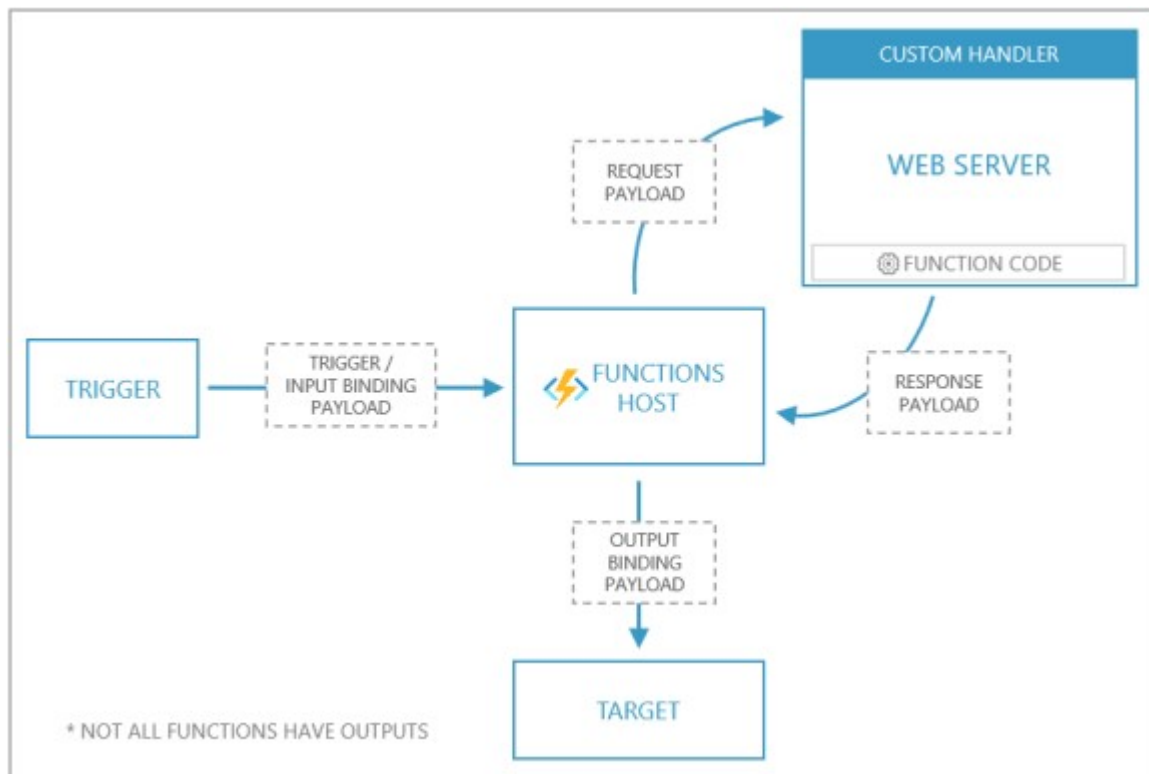 CUSTOM HANDLER
WEB SERVER
FUNCTION CODE
REQUEST
PAYLOAD
TRIGGER
TRIGGER /
INPUT BINDING
PAYLOAD
FUNCTIONS
HOST
RESPONSE
PAYLOAD
OUTPUT
BINDING
PAYLOAD
TARGET
* NOT ALL FUNCTIONS HAVE OUTPUTS